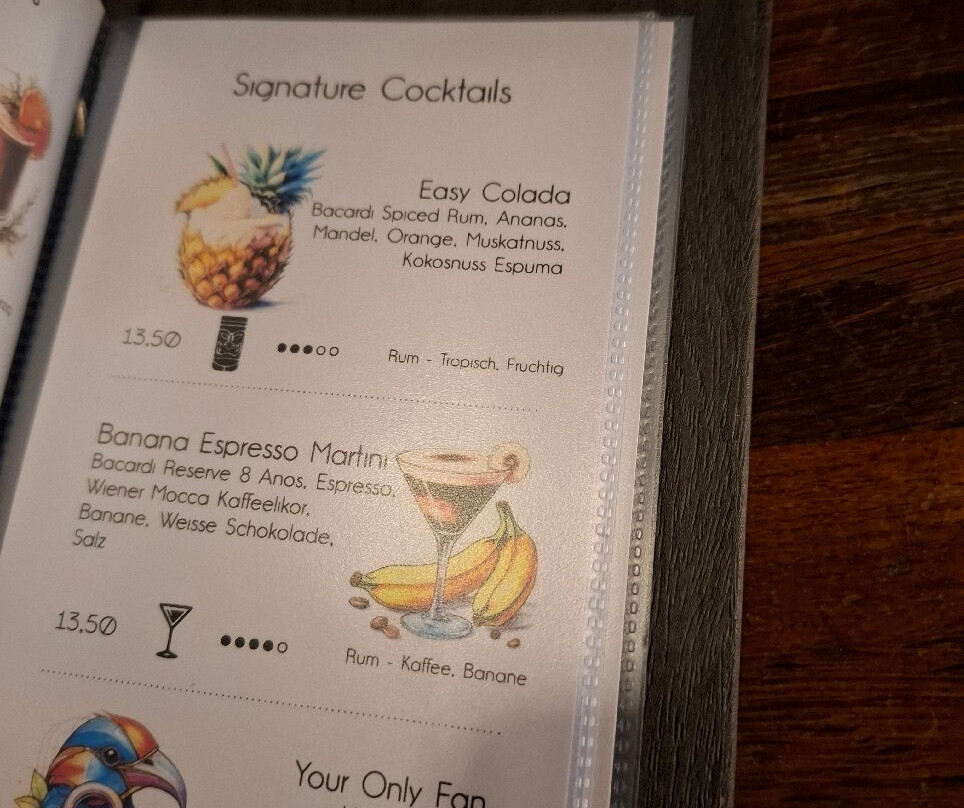 Signature Cocktails
Easy Colada
Bacardi Spiced Rum, Ananas,
Mandel, Orange, Muskatnuss,
Kokosnuss Espuma
13.50
Rum - Tropisch, Fruchtig
Banana Espresso Martini
Bacardi Reserve 8 Anos, Espresso,
Wiener Mocca Kaffeelikor,
Banane, Weisse Schokolade,
Salz
13.50
Rum - Kaffee, Banane
Your Only Fan